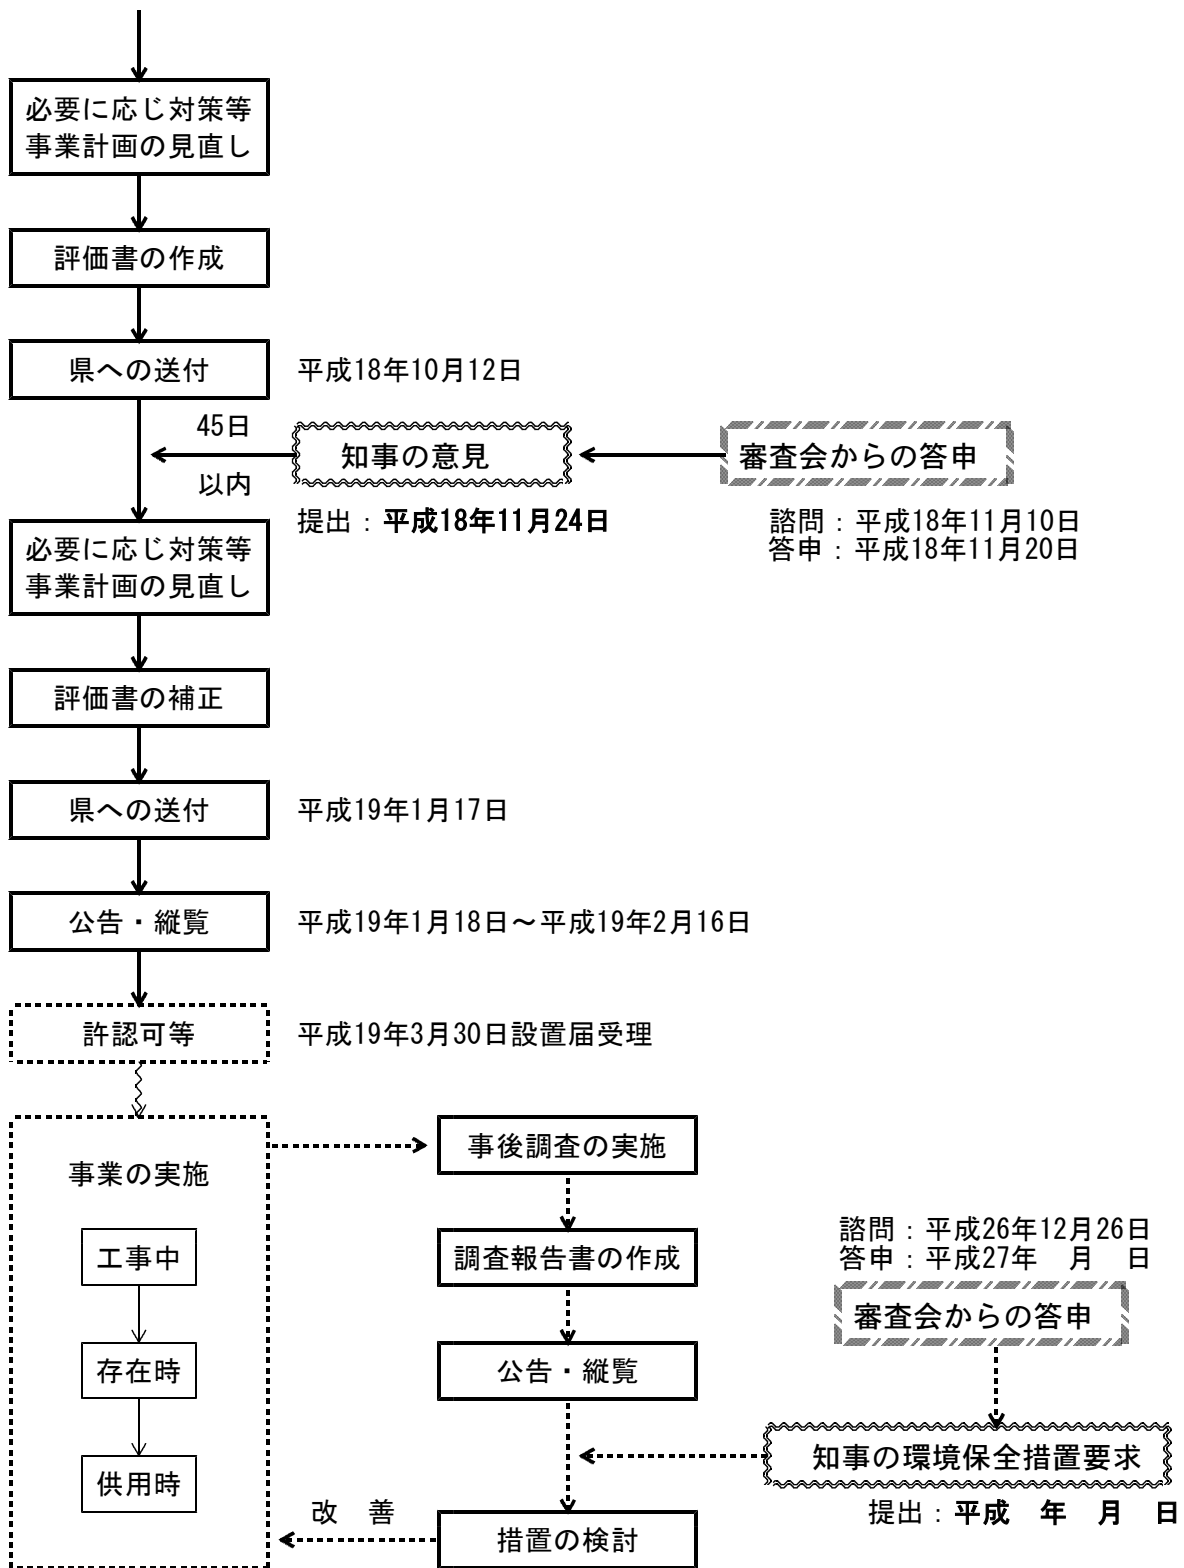 必要に応じ対策等
事業計画の見直し
評価書の作成
県への送付
平成18年10月12日
45日
以内
知事の意見
審査会からの答申
提出：平成18年11月24日
諮問：平成18年11月10日
答申：平成18年11月20日
必要に応じ対策等
事業計画の見直し
評価書の補正
県への送付
平成19年1月17日
公告・縦覧
平成19年1月18日～平成19年2月16日
許認可等
平成19年3月30日設置届受理
事業の実施
工事中
存在時
供用時
事後調査の実施
調査報告書の作成
公告・縦覧
諮問：平成26年12月26日
答申：平成27年　月　日
審査会からの答申
知事の環境保全措置要求
提出：平成　年　月　日
改　善
措置の検討